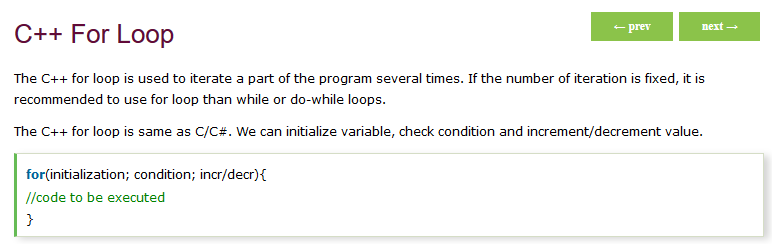 C++ For Loop
← prev
next →
The C++ for loop is used to iterate a part of the program several times. If the number of iteration is fixed, it is
recommended to use for loop than while or do-while loops.
The C++ for loop is same as C/C#. We can initialize variable, check condition and increment/decrement value.
for(initialization; condition; incr/decr){
//code to be executed
}